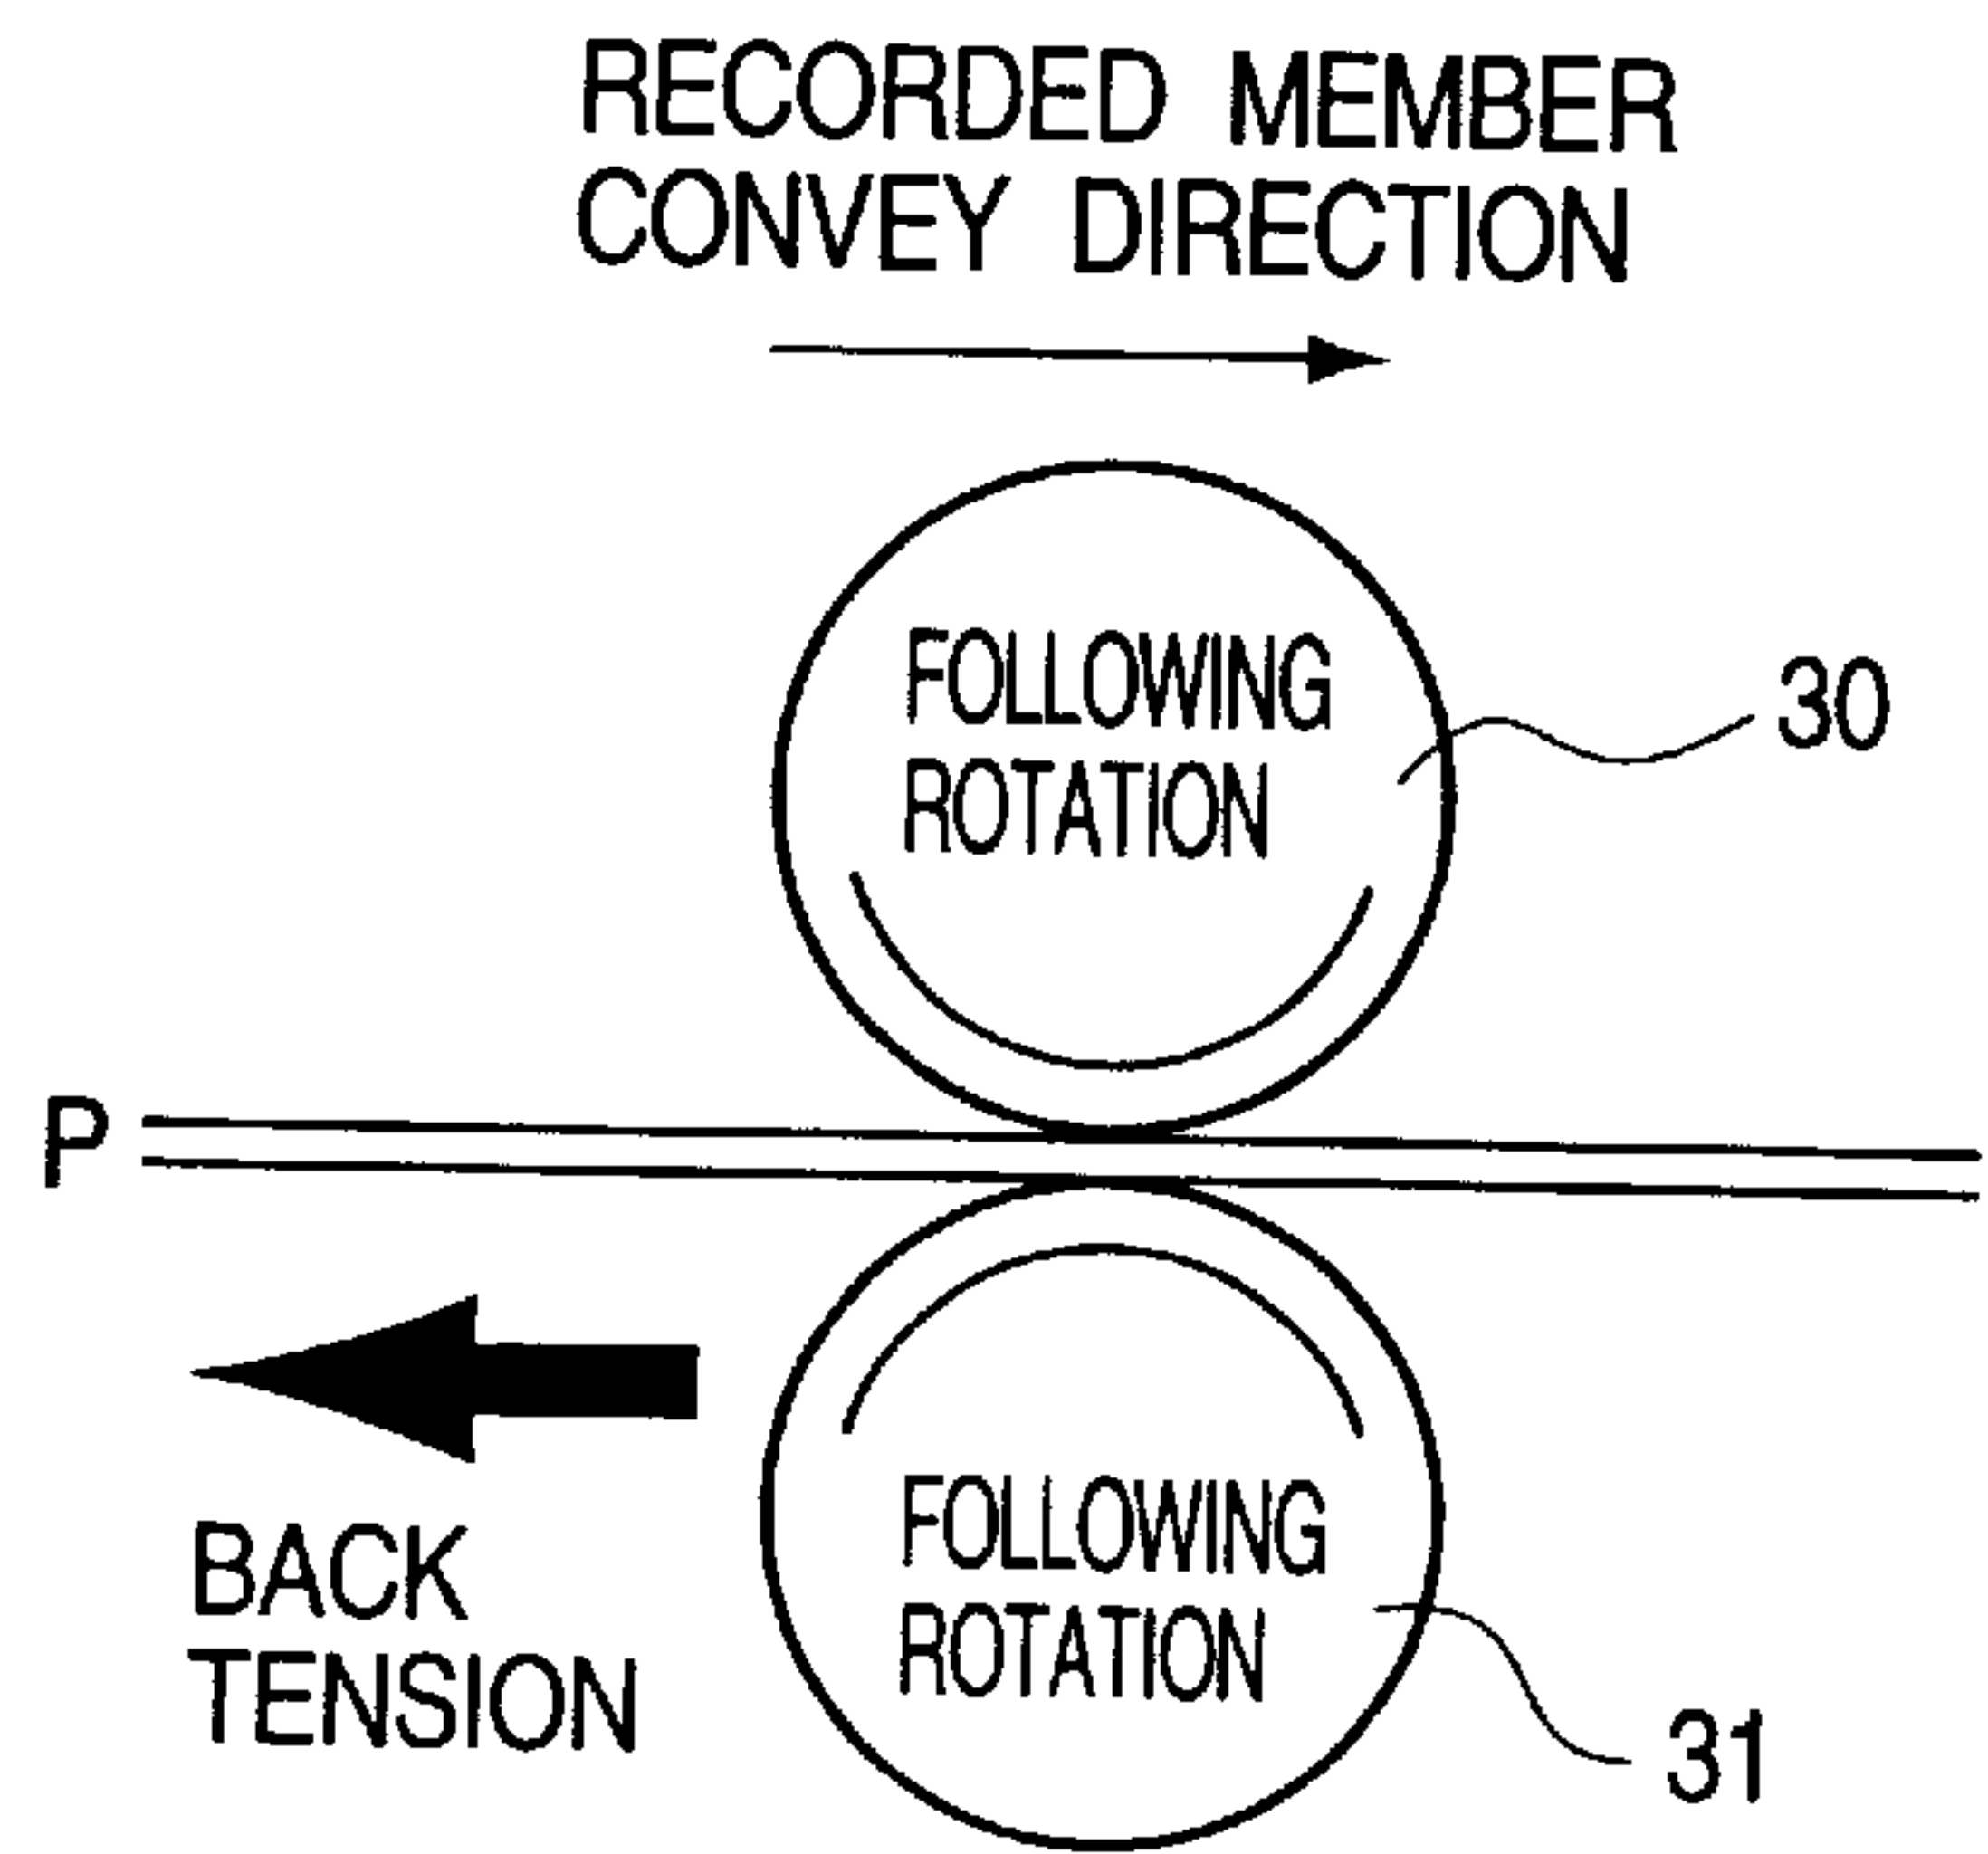 RECORDED MEMBER
CONVEY DIRECTION
FOLLOWING
ROTATION
30
P
BACK
TENSION
FOLLOWING
ROTATION
31